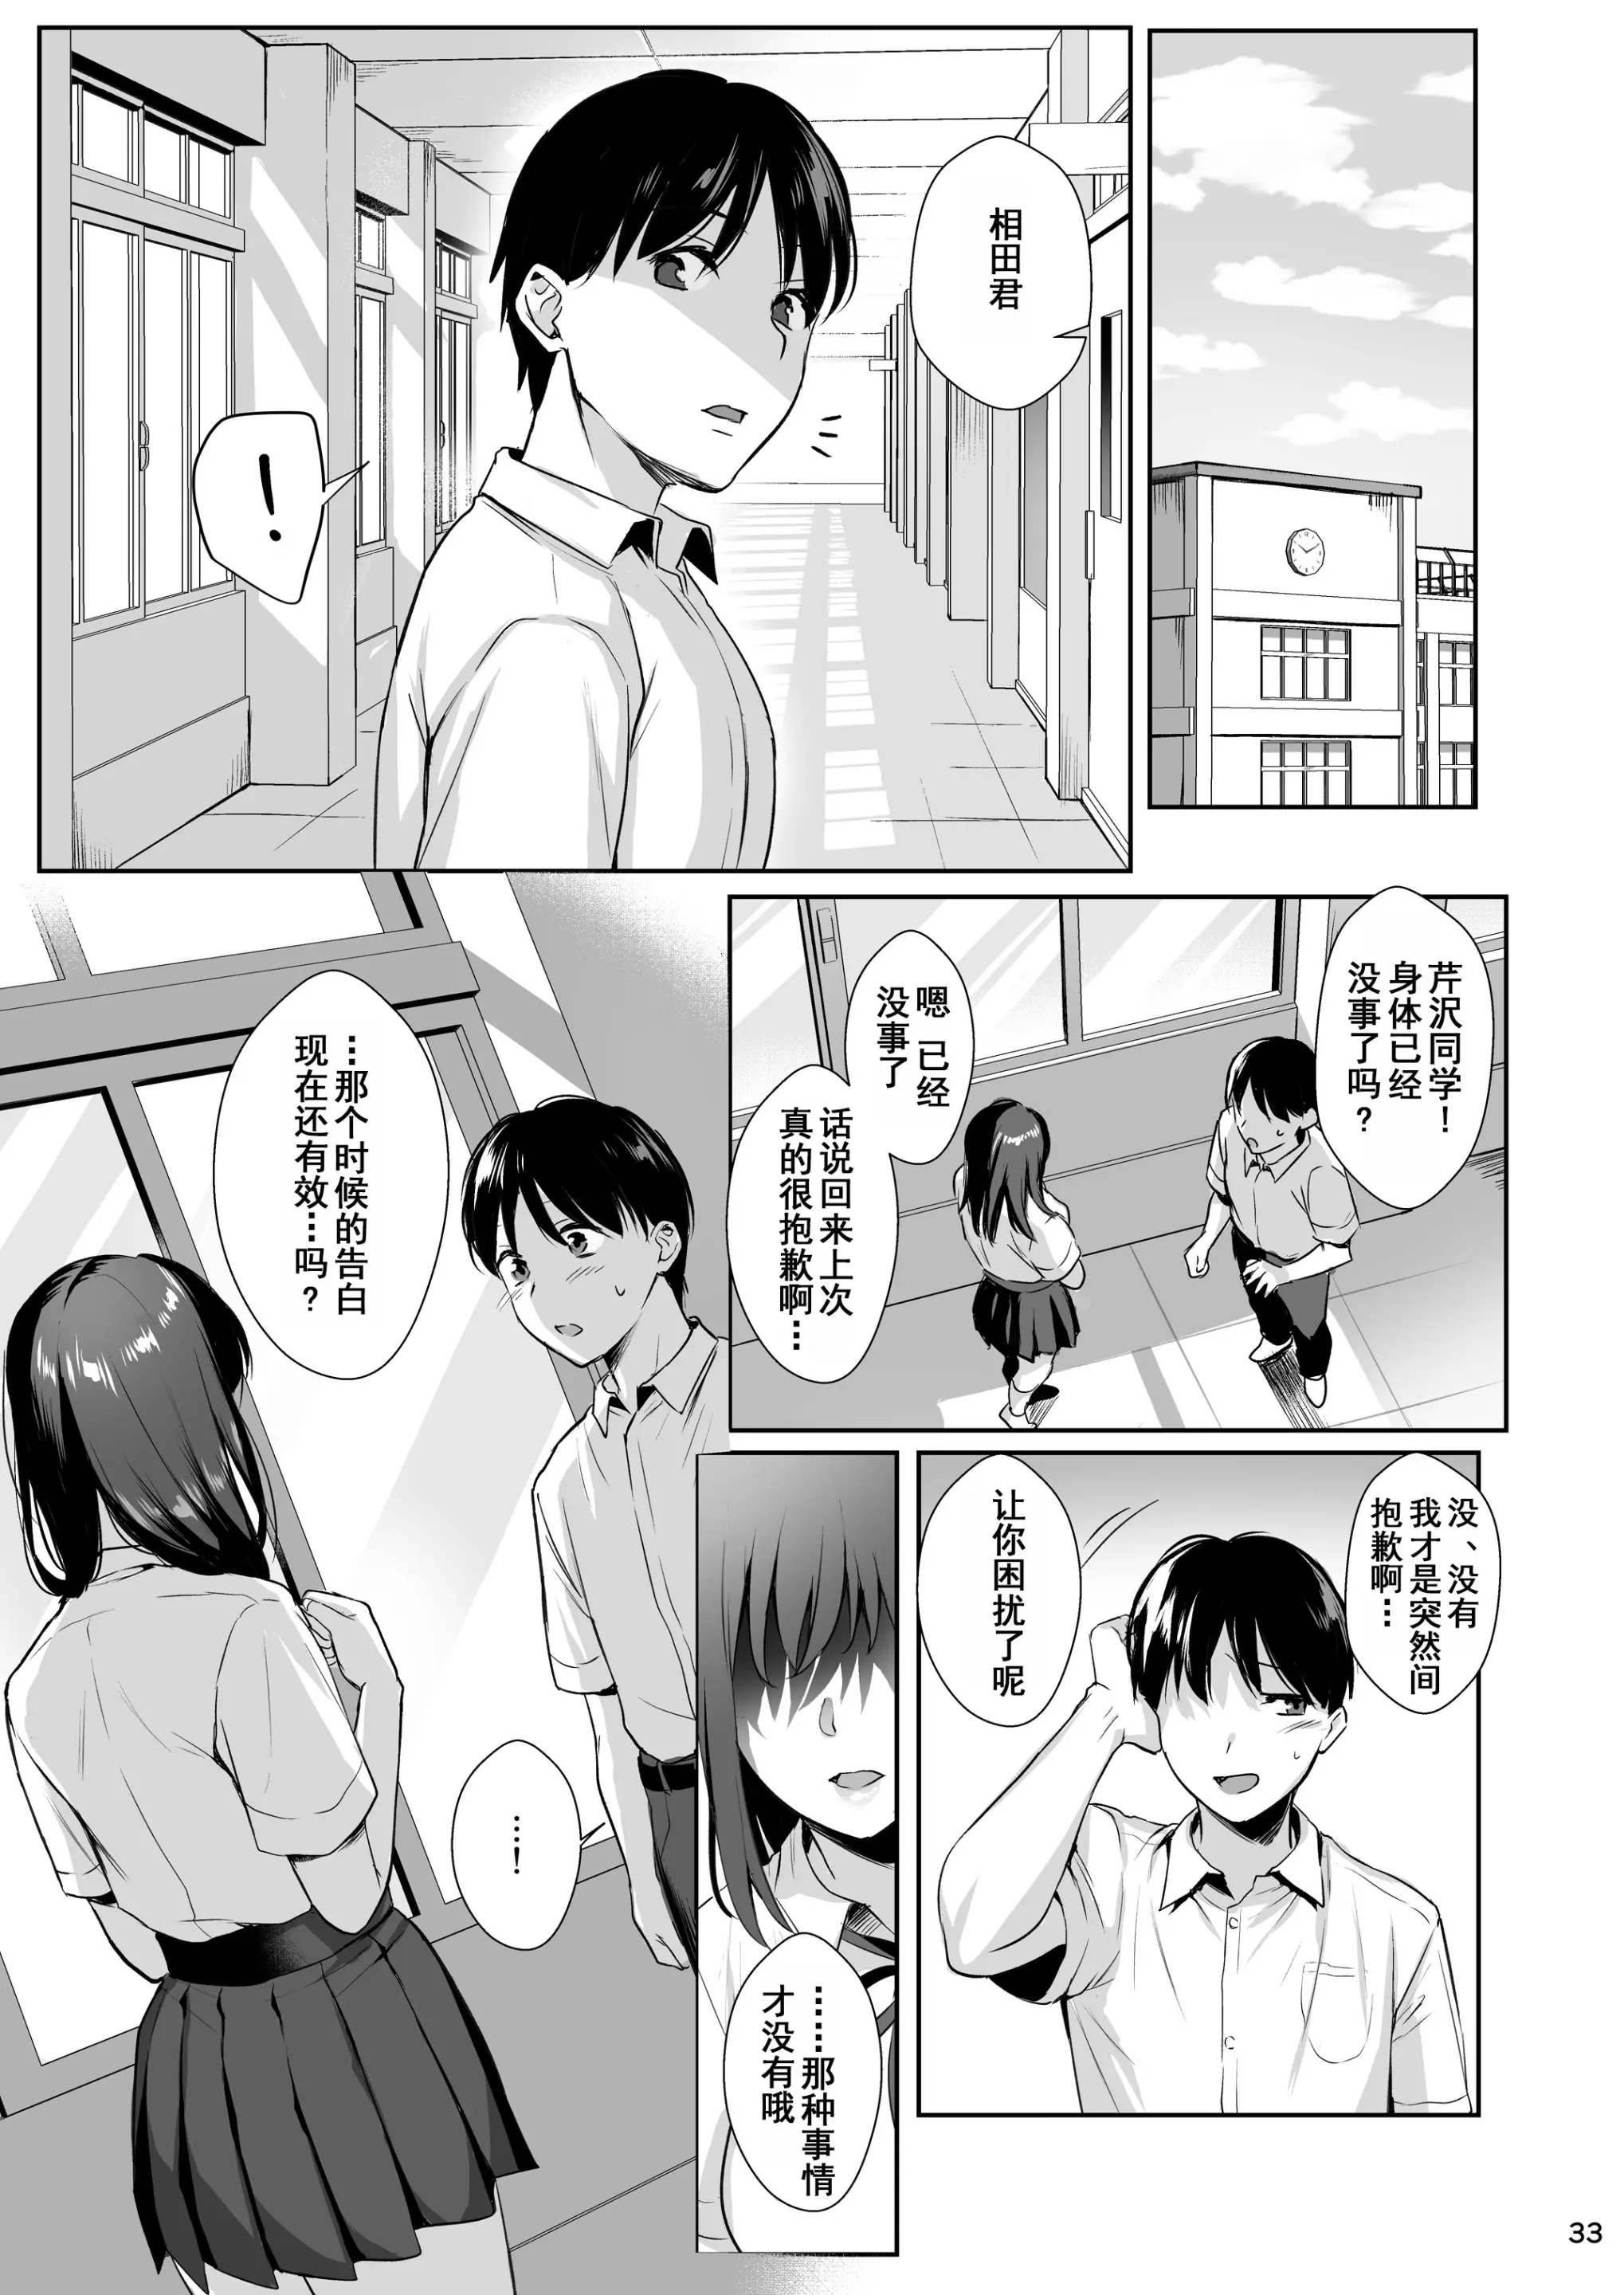 相田君
！
芹沢同学！
身体已经
没事了吗？
嗯 已经
没事了
话说回来上次
真的很抱歉啊…
没、没有
我才是突然间
抱歉啊…
让你困扰了呢
……那种事情
才没有哦
…那个时候的告白
现在还有效…吗？
…！
33